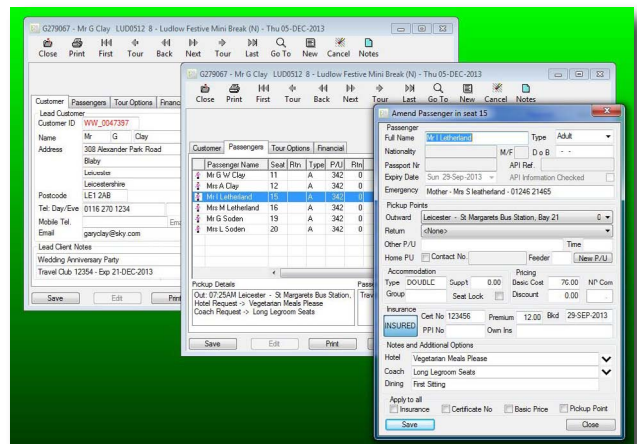 G279067 - Mr G Clay LUD0512 8 - Ludlow Festive Mini Break (N) - Thu 05-DEC-2013
Close Print First Tour Back Next Tour Last Go To New Cancel Notes
Customer Passengers Tour Options Financ
Lead Customer
Customer ID WW_0047397
Name Mr G Clay
Address 308 Alexander Park Road
Blaby
Leicester
Leicestershire
Postcode LE1 2AB
Tel: Day/Eve 0116 270 1234
Mobile Tel. Ema
Email garyclay@sky.com
Lead Client Notes
Wedding Anniversary Party
Travel Club 12354 - Exp 21-DEC-2013
Save Edit Print
G279067 - Mr G Clay LUD0512 8 - Ludlow Festive Mini Break (N) - Thu 05-DEC-2013
Close Print First Tour Back Next Tour Last Go To New Cancel Notes
Customer Passengers Tour Options Financial
Passenger Name Seat Rtn Type P/U Rtn
Mr G W Clay 11 A 342 0
Mrs A Clay 12 A 342 0
Mr I Letherland 15 A 342 0
Mrs M Letherland 16 A 342 0
Mr G Soden 19 A 342 0
Mrs L Soden 20 A 342 0
Pickup Details Passe
Out: 07:25AM Leicester - St Margarets Bus Station, Trav
Hotel Request -> Vegetarian Meals Please
Coach Request -> Long Legroom Seats
Save Edit Print
Amend Passenger in seat 15
Passenger
Full Name Mr I Letherland Type Adult
Nationality M/F D o B - -
Passport Nr API Ref.
Expiry Date Sun 29-Sep -2013 API Information Checked
Emergency Mother - Mrs S leatherland - 01246 21465
Pickup Points
Outward Leicester - St Margarets Bus Station, Bay 21 0
Return <None>
Other P/U Time
Home PU Contact No. Feeder New P/U
Accommodation Pricing
Type DOUBLE Supp't 0.00 Basic Cost 76.00 N° Com
Group Seat Lock Discount 0.00
Insurance
INSURED Cert No 123456 Premium 12.00 Bkd 29-SEP-2013
PPI No Own Ins
Notes and Additional Options
Hotel Vegetarian Meals Please
Coach Long Legroom Seats
Dining First Sitting
Apply to all
Insurance Certificate No Basic Price Pickup Point
Save Close